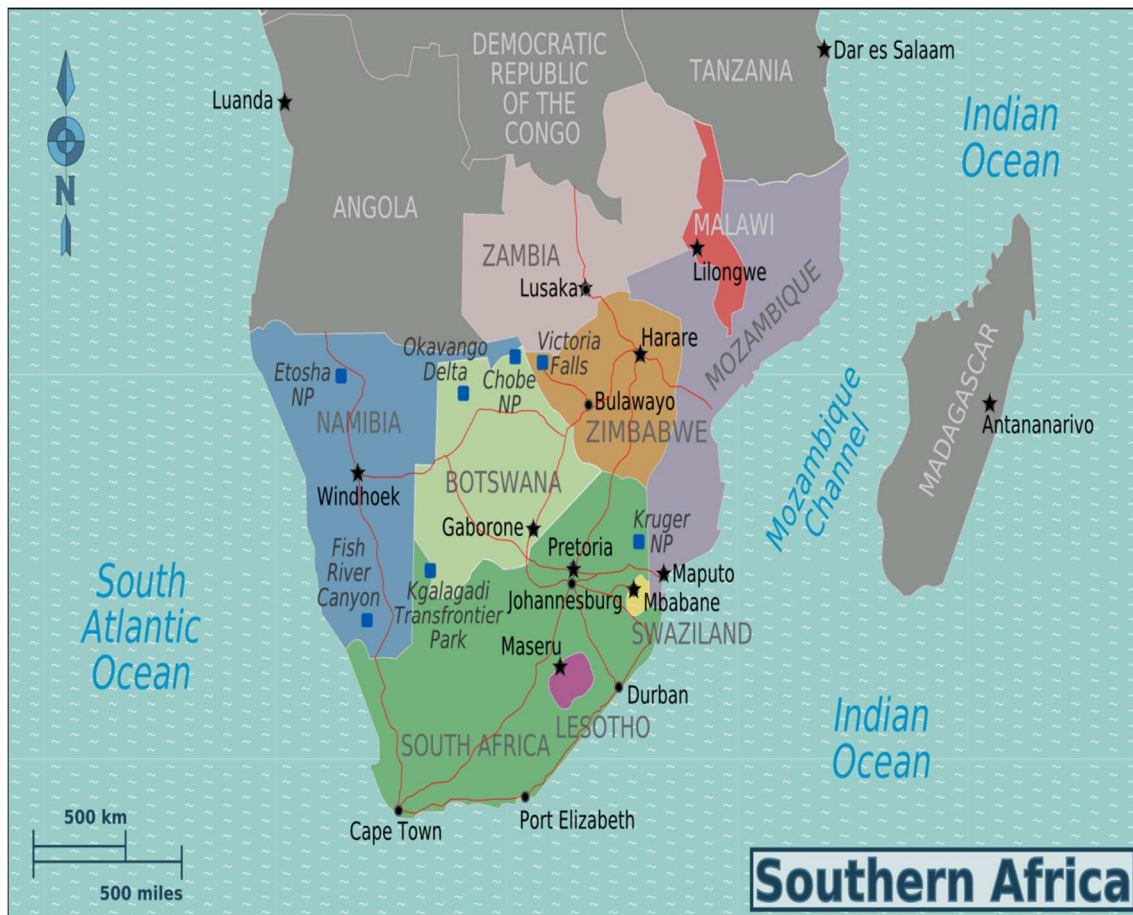 DEMOCRATIC
REPUBLIC
OF THE
CONGO
TANZANIA
Dar es Salaam
Luanda
Indian
Ocean
N
ANGOLA
MALAWI
ZAMBIA
Lilongwe
Lusaka
MOZAMBIQUE
Harare
Okavango
Delta
Victoria
Falls
Etosha
NP
Chobe
NP
MADAGASCAR
Antananarivo
NAMIBIA
Bulawayo
ZIMBABWE
Mozambique
Channel
Windhoek
BOTSWANA
Gaborone
Kruger
NP
Fish
River
Canyon
Pretoria
Maputo
South
Atlantic
Ocean
Kgalagadi
Transfrontier
Park
Johannesburg
Mbabane
SWAZILAND
Maseru
Durban
LESOTHO
SOUTH AFRICA
Indian
Ocean
Cape Town
Port Elizabeth
500 km
500 miles
Southern Africa